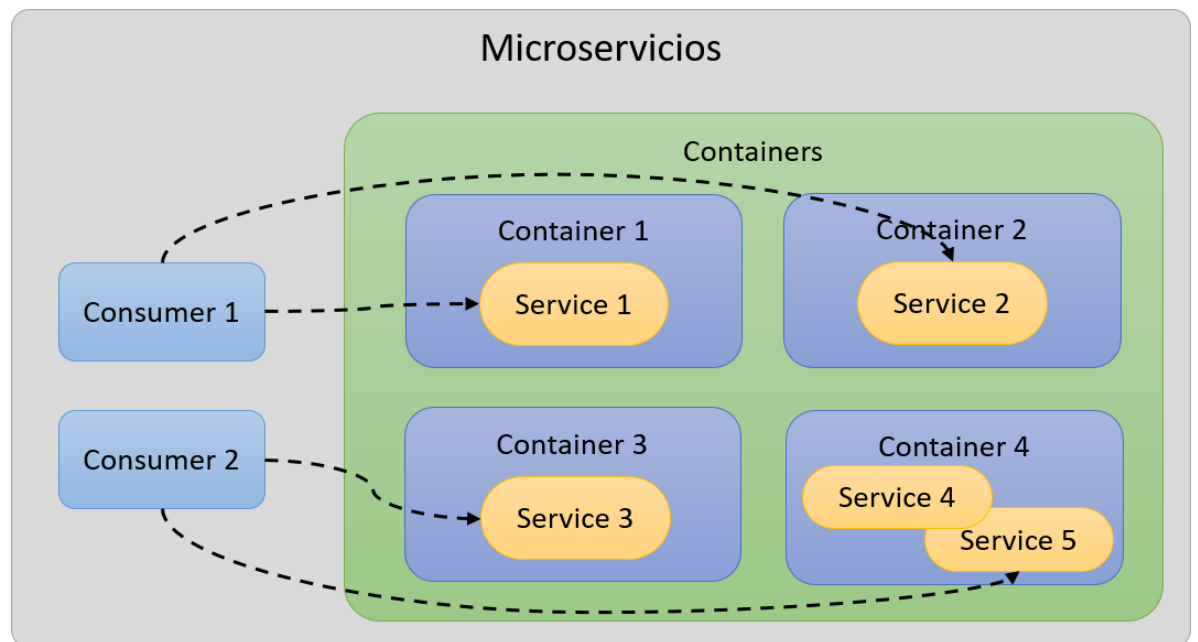 Microservicios
Containers
Container 1
Container 2
Consumer 1
Service 1
Service 2
Consumer 2
Container 3
Container 4
Service 3
Service 4
Service 5